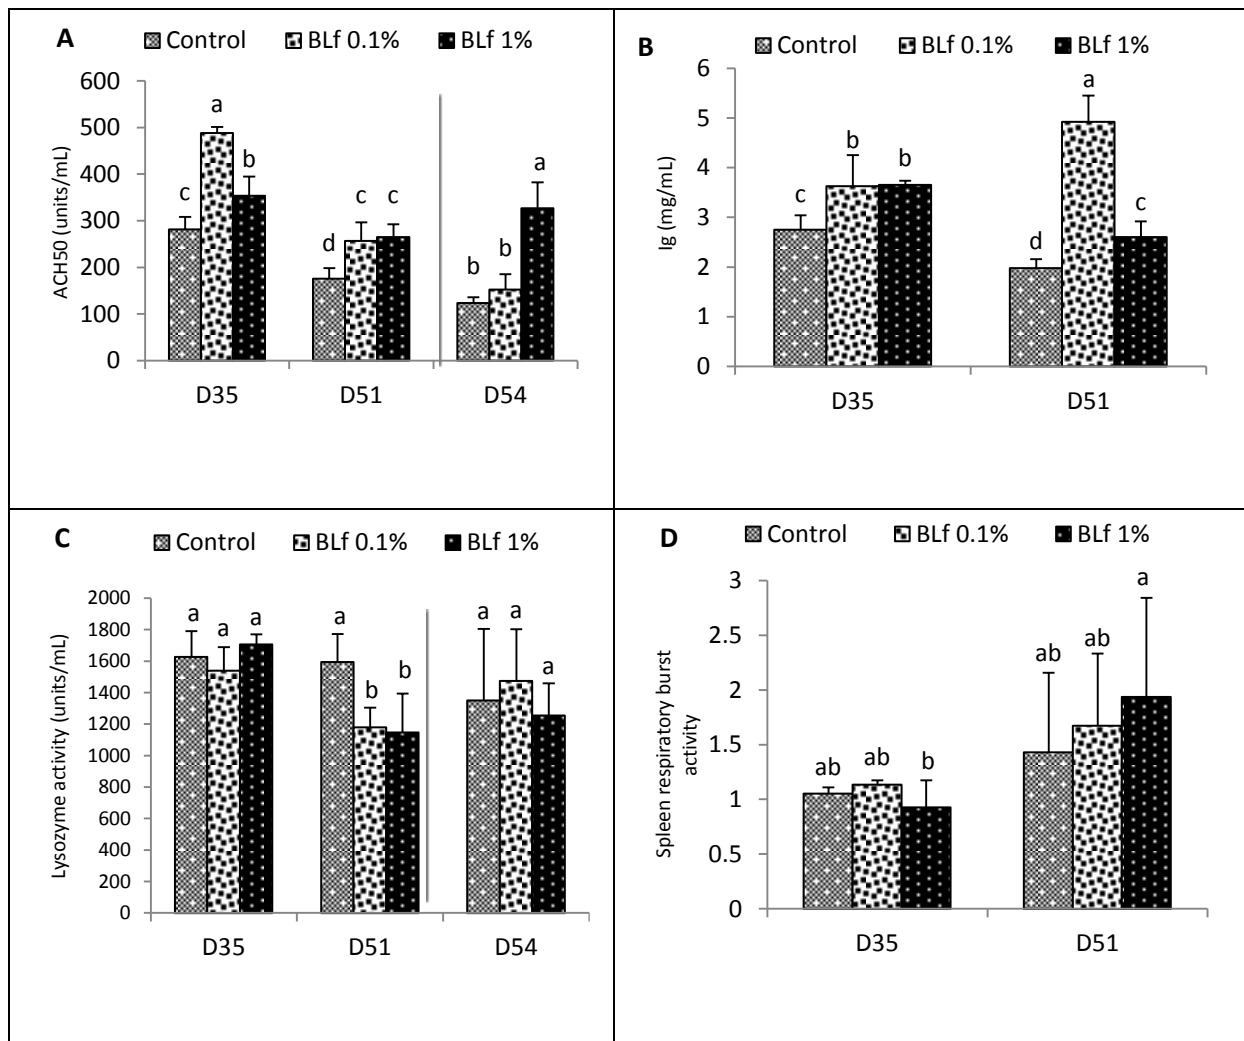 A
Control BLf 0.1% BLf 1%
600
500
400
300
200
100
0
ACH50 (units/mL)
c a b
d c c
b b a
D35 D51 D54
B
Control BLf 0.1% BLf 1%
6
5
4
3
2
1
0
Ig (mg/mL)
c b b
d a c
D35 D51
C
Control BLf 0.1% BLf 1%
2000
1800
1600
1400
1200
1000
800
600
400
200
0
Lysozyme activity (units/mL)
a a a
a b b
a a a
D35 D51 D54
D
Control BLf 0.1% BLf 1%
3
2.5
2
1.5
1
0.5
0
Spleen respiratory burst
activity
ab ab b
ab ab a
D35 D51